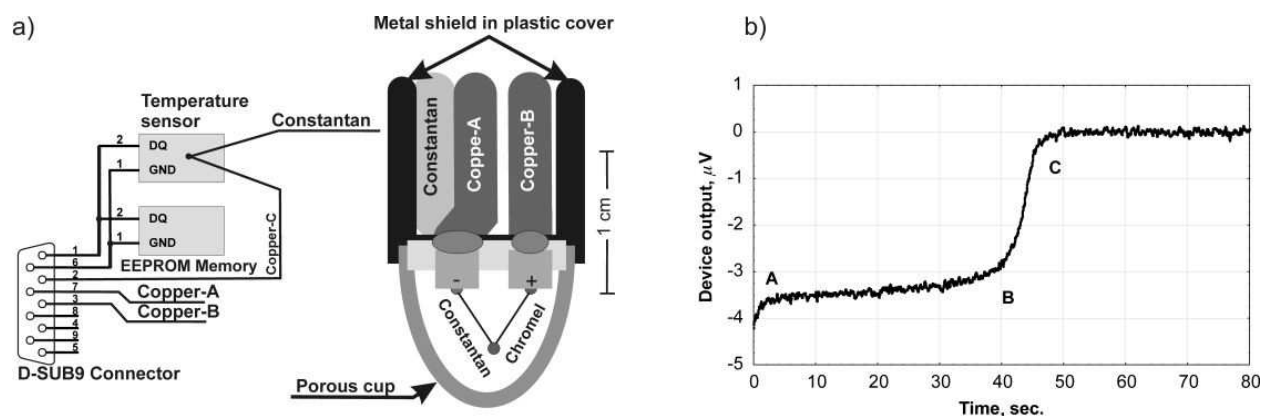 a)
Metal shield in plastic cover
Temperature
sensor
Constantan
2
DQ
1
GND
2
DQ
1
GND
EEPROM Memory
Copper-C
1
6
2
7
3
8
4
9
5
Copper-A
Copper-B
D-SUB9 Connector
Constantan
Coppe-A
Copper-B
1 cm
-
+
Constantan
Chromel
Porous cup
b)
Device output, μV
1
0
-1
-2
-3
-4
-5
A
B
C
0 10 20 30 40 50 60 70 80
Time, sec.